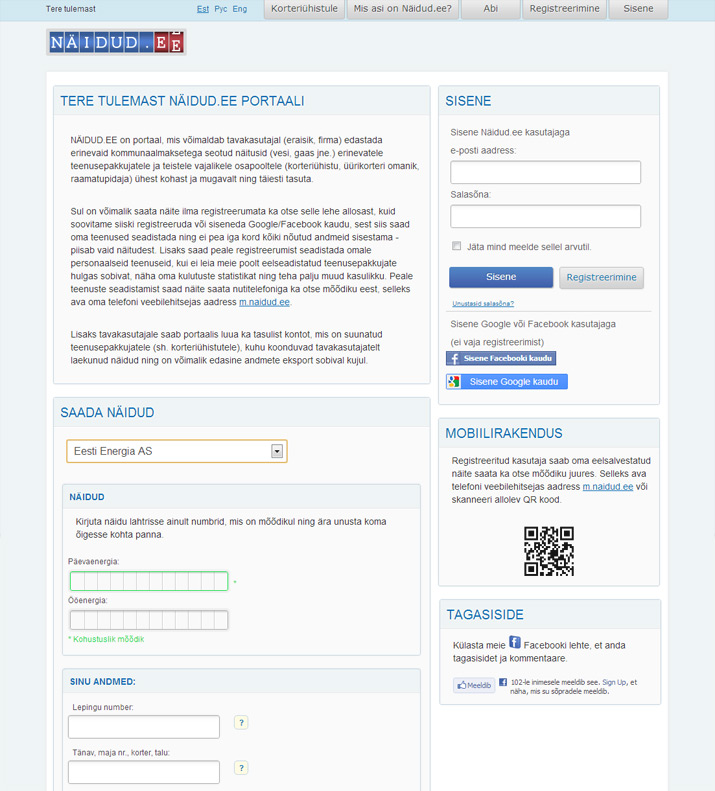 Tere tulemast
Est Рус Eng
Korteriühistule
Mis asi on Näidud.ee?
Abi
Registreerimine
Sisene
NÄIDUD.EE
TERE TULEMAST NÄIDUD.EE PORTAALI
NÄIDUD.EE on portaal, mis võimaldab tavakasutajal (eraisik, firma) edastada
erinevaid kommunaalmaksetega seotud näitusid (vesi, gaas jne.) erinevatele
teenusepakkujatele ja teistele vajalikele osapooltele (korteriühistu, üürikorteri omanik,
raamatupidaja) ühest kohast ja mugavalt ning täiesti tasuta.
Sul on võimalik saata näite ilma registreerumata ka otse selle lehe allosast, kuid
soovitame siiski registreeruda või siseneda Google/Facebook kaudu, sest siis saad
oma teenused seadistada ning ei pea iga kord kõiki nõutud andmeid sisestama -
piisab vaid näitudest. Lisaks saad peale registreerumist seadistada omale
personaalseid teenuseid, kui ei leia meie poolt eelseadistatud teenusepakkujate
hulgas sobivat, näha oma kulutuste statistikat ning teha palju muud kasulikku. Peale
teenuste seadistamist saad näite saata nutitelefoniga ka otse mõõdiku eest, selleks
ava oma telefoni veebilehitsejas aadress m.naidud.ee.
Lisaks tavakasutajale saab portaalis luua ka tasulist kontot, mis on suunatud
teenusepakkujatele (sh. korteriühistutele), kuhu koonduvad tavakasutajatelt
laekunud näidud ning on võimalik edasine andmete eksport sobival kujul.
SAADA NÄIDUD
Eesti Energia AS
NÄIDUD
Kirjuta näidu lahtrisse ainult numbrid, mis on mõõdikul ning ära unusta koma
õigesse kohta panna.
Päevaenergia:
*
Ööenergia:
* Kohustuslik mõõdik
SINU ANDMED:
Lepingu number:
?
Tänav, maja nr., korter, talu:
?
SISENE
Sisene Näidud.ee kasutajaga
e-posti aadress:
Salasõna:
Jäta mind meelde sellel arvutil.
Sisene
Registreerimine
Unustasid salasõna?
Sisene Google või Facebook kasutajaga
(ei vaja registreerimist)
Sisene Facebooki kaudu
Sisene Google kaudu
MOBIILIRAKENDUS
Registreeritud kasutaja saab oma eelsalvestatud
näite saata ka otse mõõdiku juures. Selleks ava
telefoni veebilehitsejas aadress m.naidud.ee või
skanneeri allolev QR kood.
TAGASISIDE
Külasta meie Facebooki lehte, et anda
tagasisidet ja kommentaare.
Meeldib
102-le inimesele meeldib see. Sign Up, et
näha, mis su sõpradele meeldib.